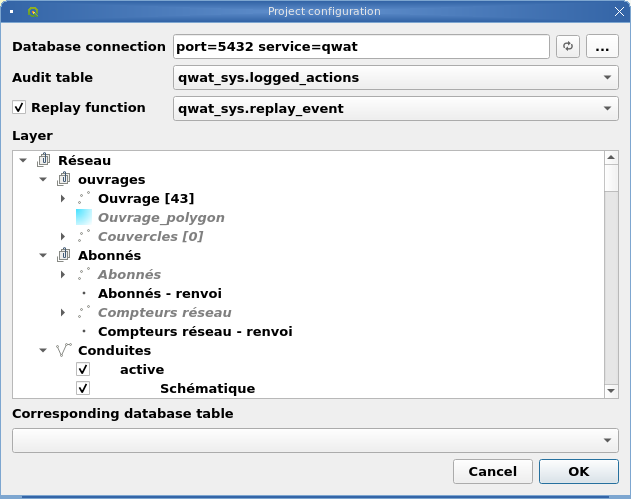 Project configuration
Database connection port=5432 service=qwat ...
Audit table qwat_sys.logged_actions
Replay function qwat_sys.replay_event
Layer
Réseau
ouvrages
Ouvrage [43]
Ouvrage_polygon
Couvercles [0]
Abonnés
Abonnés
Abonnés - renvoi
Compteurs réseau
Compteurs réseau - renvoi
Conduites
active
Schématique
Corresponding database table
Cancel OK